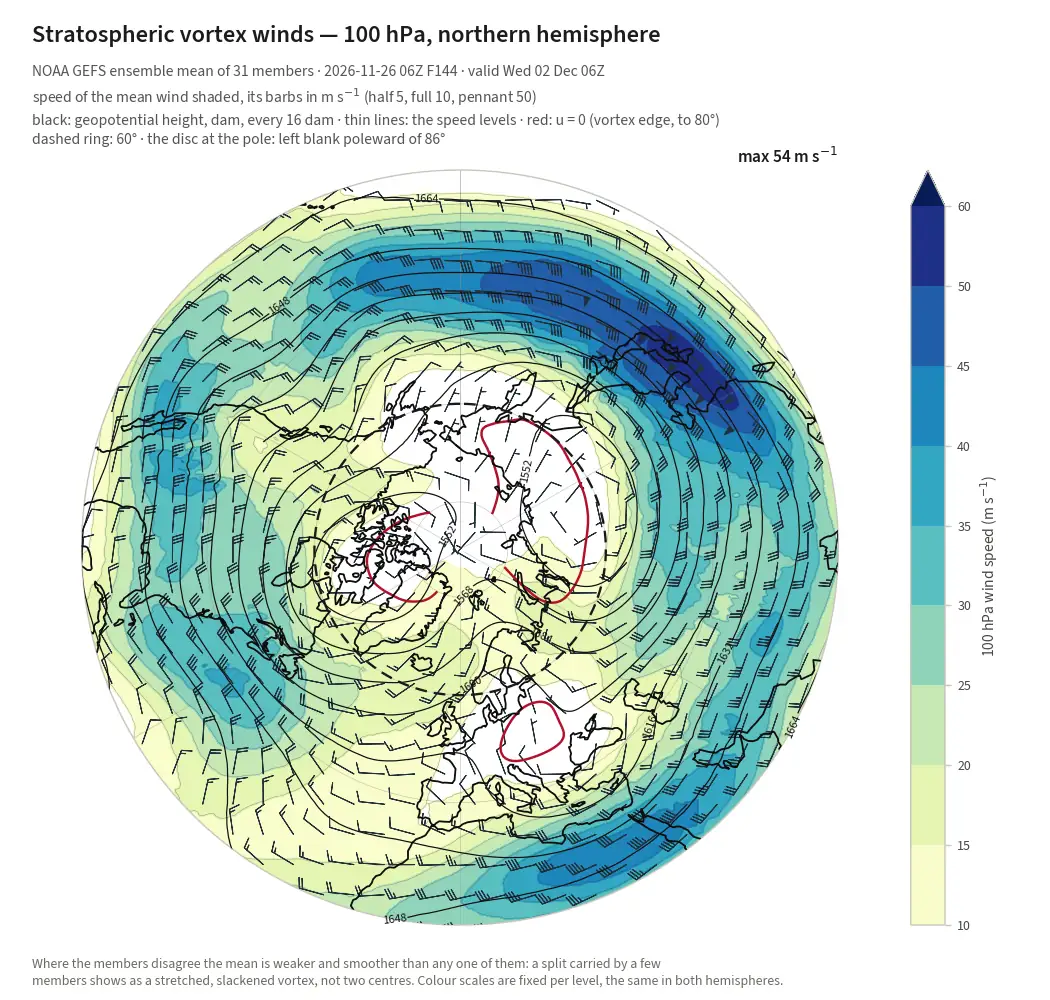 Stratospheric vortex winds — 100 hPa, northern hemisphere
NOAA GEFS ensemble mean of 31 members · 2026-11-26 06Z F144 · valid Wed 02 Dec 06Z
speed of the mean wind shaded, its barbs in m s⁻¹ (half 5, full 10, pennant 50)
black: geopotential height, dam, every 16 dam · thin lines: the speed levels · red: u = 0 (vortex edge, to 80°)
dashed ring: 60° · the disc at the pole: left blank poleward of 86°
max 54 m s⁻¹
1664
1648
1552
1552
1568
1600
1632
1616
1664
1648
60
50
45
40
35
30
25
20
15
10
100 hPa wind speed (m s⁻¹)
Where the members disagree the mean is weaker and smoother than any one of them: a split carried by a few
members shows as a stretched, slackened vortex, not two centres. Colour scales are fixed per level, the same in both hemispheres.